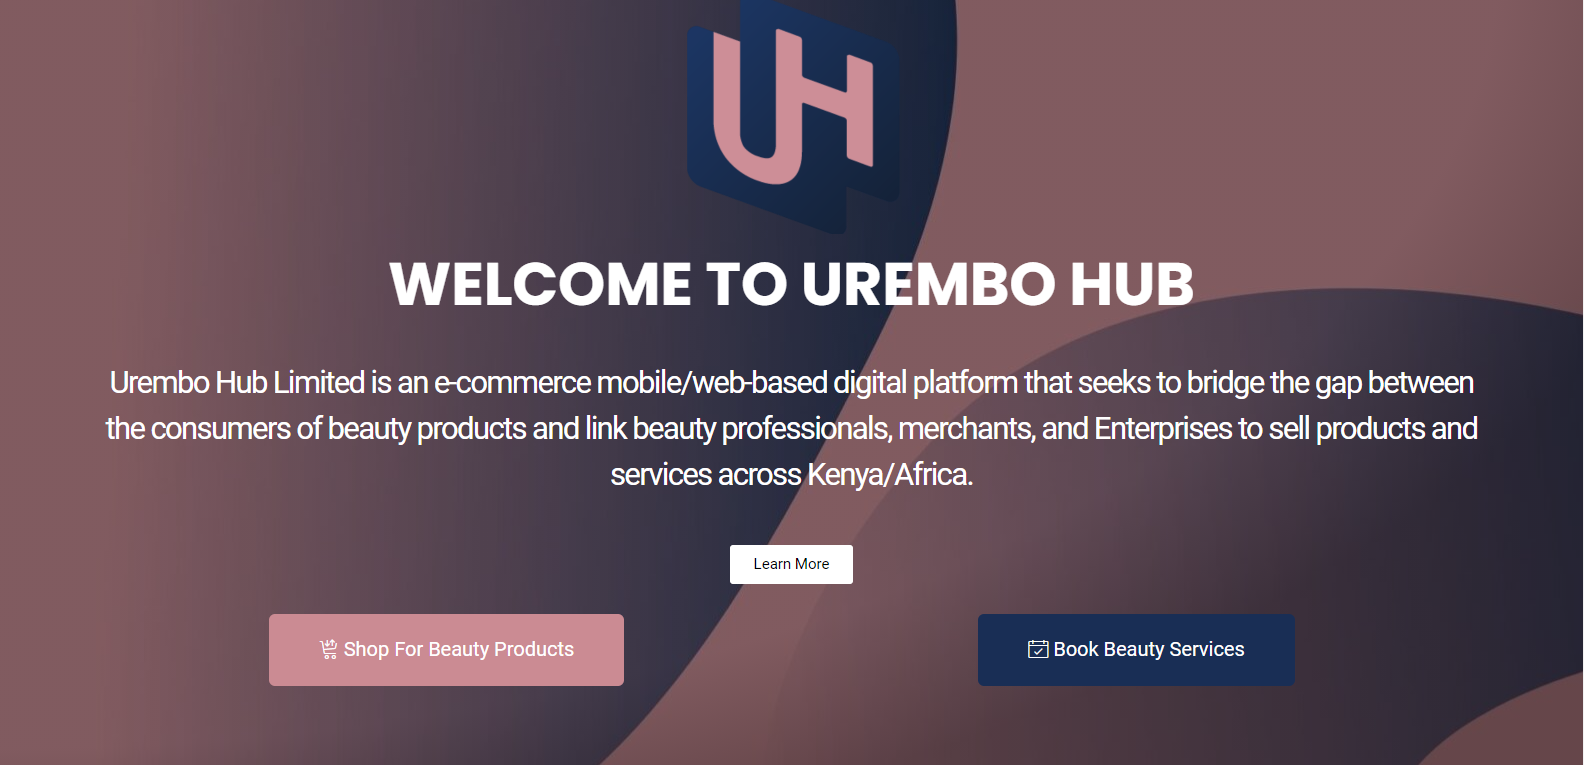 UH
WELCOME TO UREMBO HUB
Urembo Hub Limited is an e-commerce mobile/web-based digital platform that seeks to bridge the gap between
the consumers of beauty products and link beauty professionals, merchants, and Enterprises to sell products and
services across Kenya/Africa.
Learn More
Shop For Beauty Products
Book Beauty Services